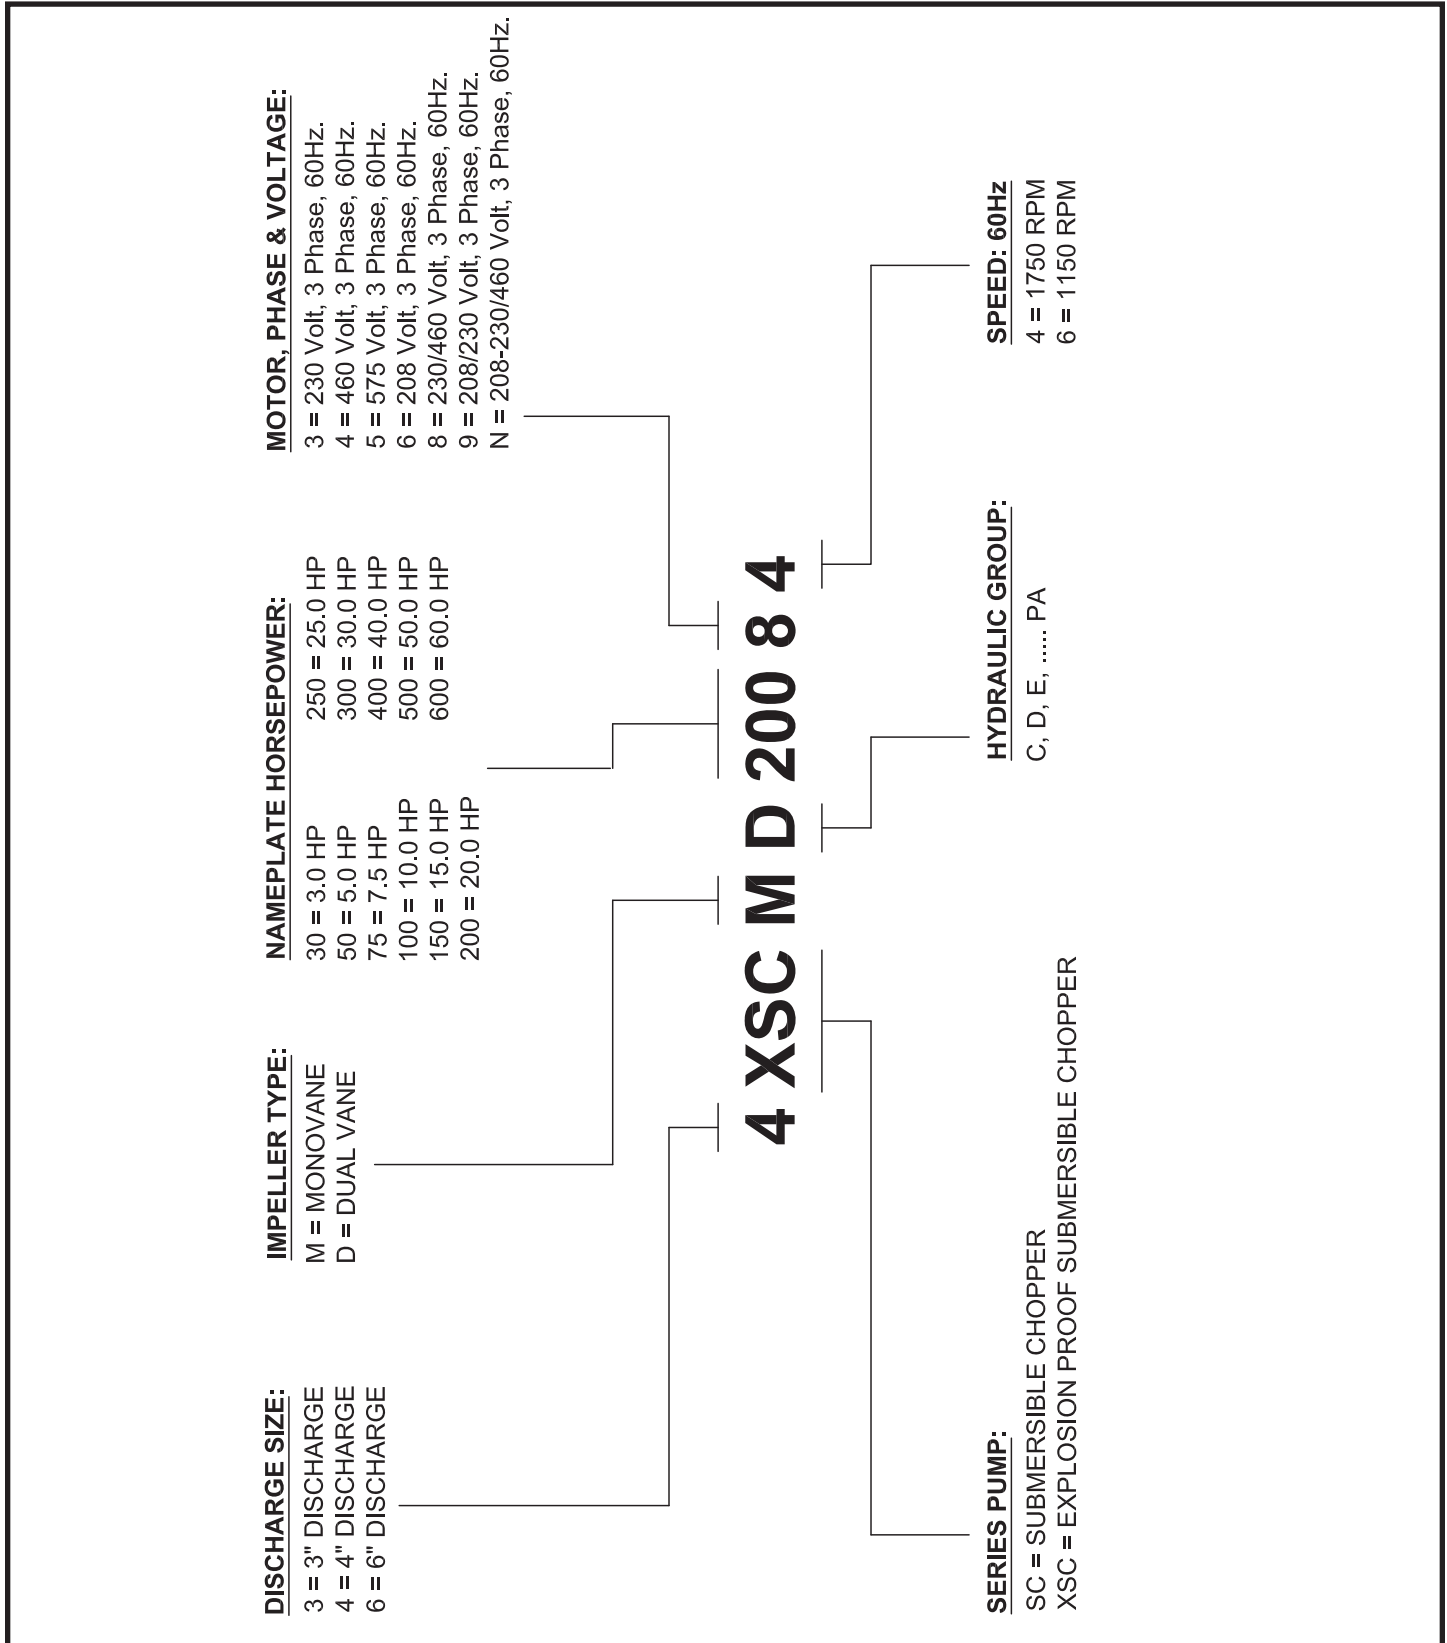 DISCHARGE SIZE:
3 = 3" DISCHARGE
4 = 4" DISCHARGE
6 = 6" DISCHARGE
IMPELLER TYPE:
M = MONOVANE
D = DUAL VANE
NAMEPLATE HORSEPOWER:
30 = 3.0 HP
50 = 5.0 HP
75 = 7.5 HP
100 = 10.0 HP
150 = 15.0 HP
200 = 20.0 HP
250 = 25.0 HP
300 = 30.0 HP
400 = 40.0 HP
500 = 50.0 HP
600 = 60.0 HP
MOTOR, PHASE & VOLTAGE:
3 = 230 Volt, 3 Phase, 60Hz.
4 = 460 Volt, 3 Phase, 60Hz.
5 = 575 Volt, 3 Phase, 60Hz.
6 = 208 Volt, 3 Phase, 60Hz.
8 = 230/460 Volt, 3 Phase, 60Hz.
9 = 208/230 Volt, 3 Phase, 60Hz.
N = 208-230/460 Volt, 3 Phase, 60Hz.
4 XSC M D 200 8 4
SERIES PUMP:
SC = SUBMERSIBLE CHOPPER
XSC = EXPLOSION PROOF SUBMERSIBLE CHOPPER
HYDRAULIC GROUP:
C, D, E, ..... PA
SPEED: 60Hz
4 = 1750 RPM
6 = 1150 RPM